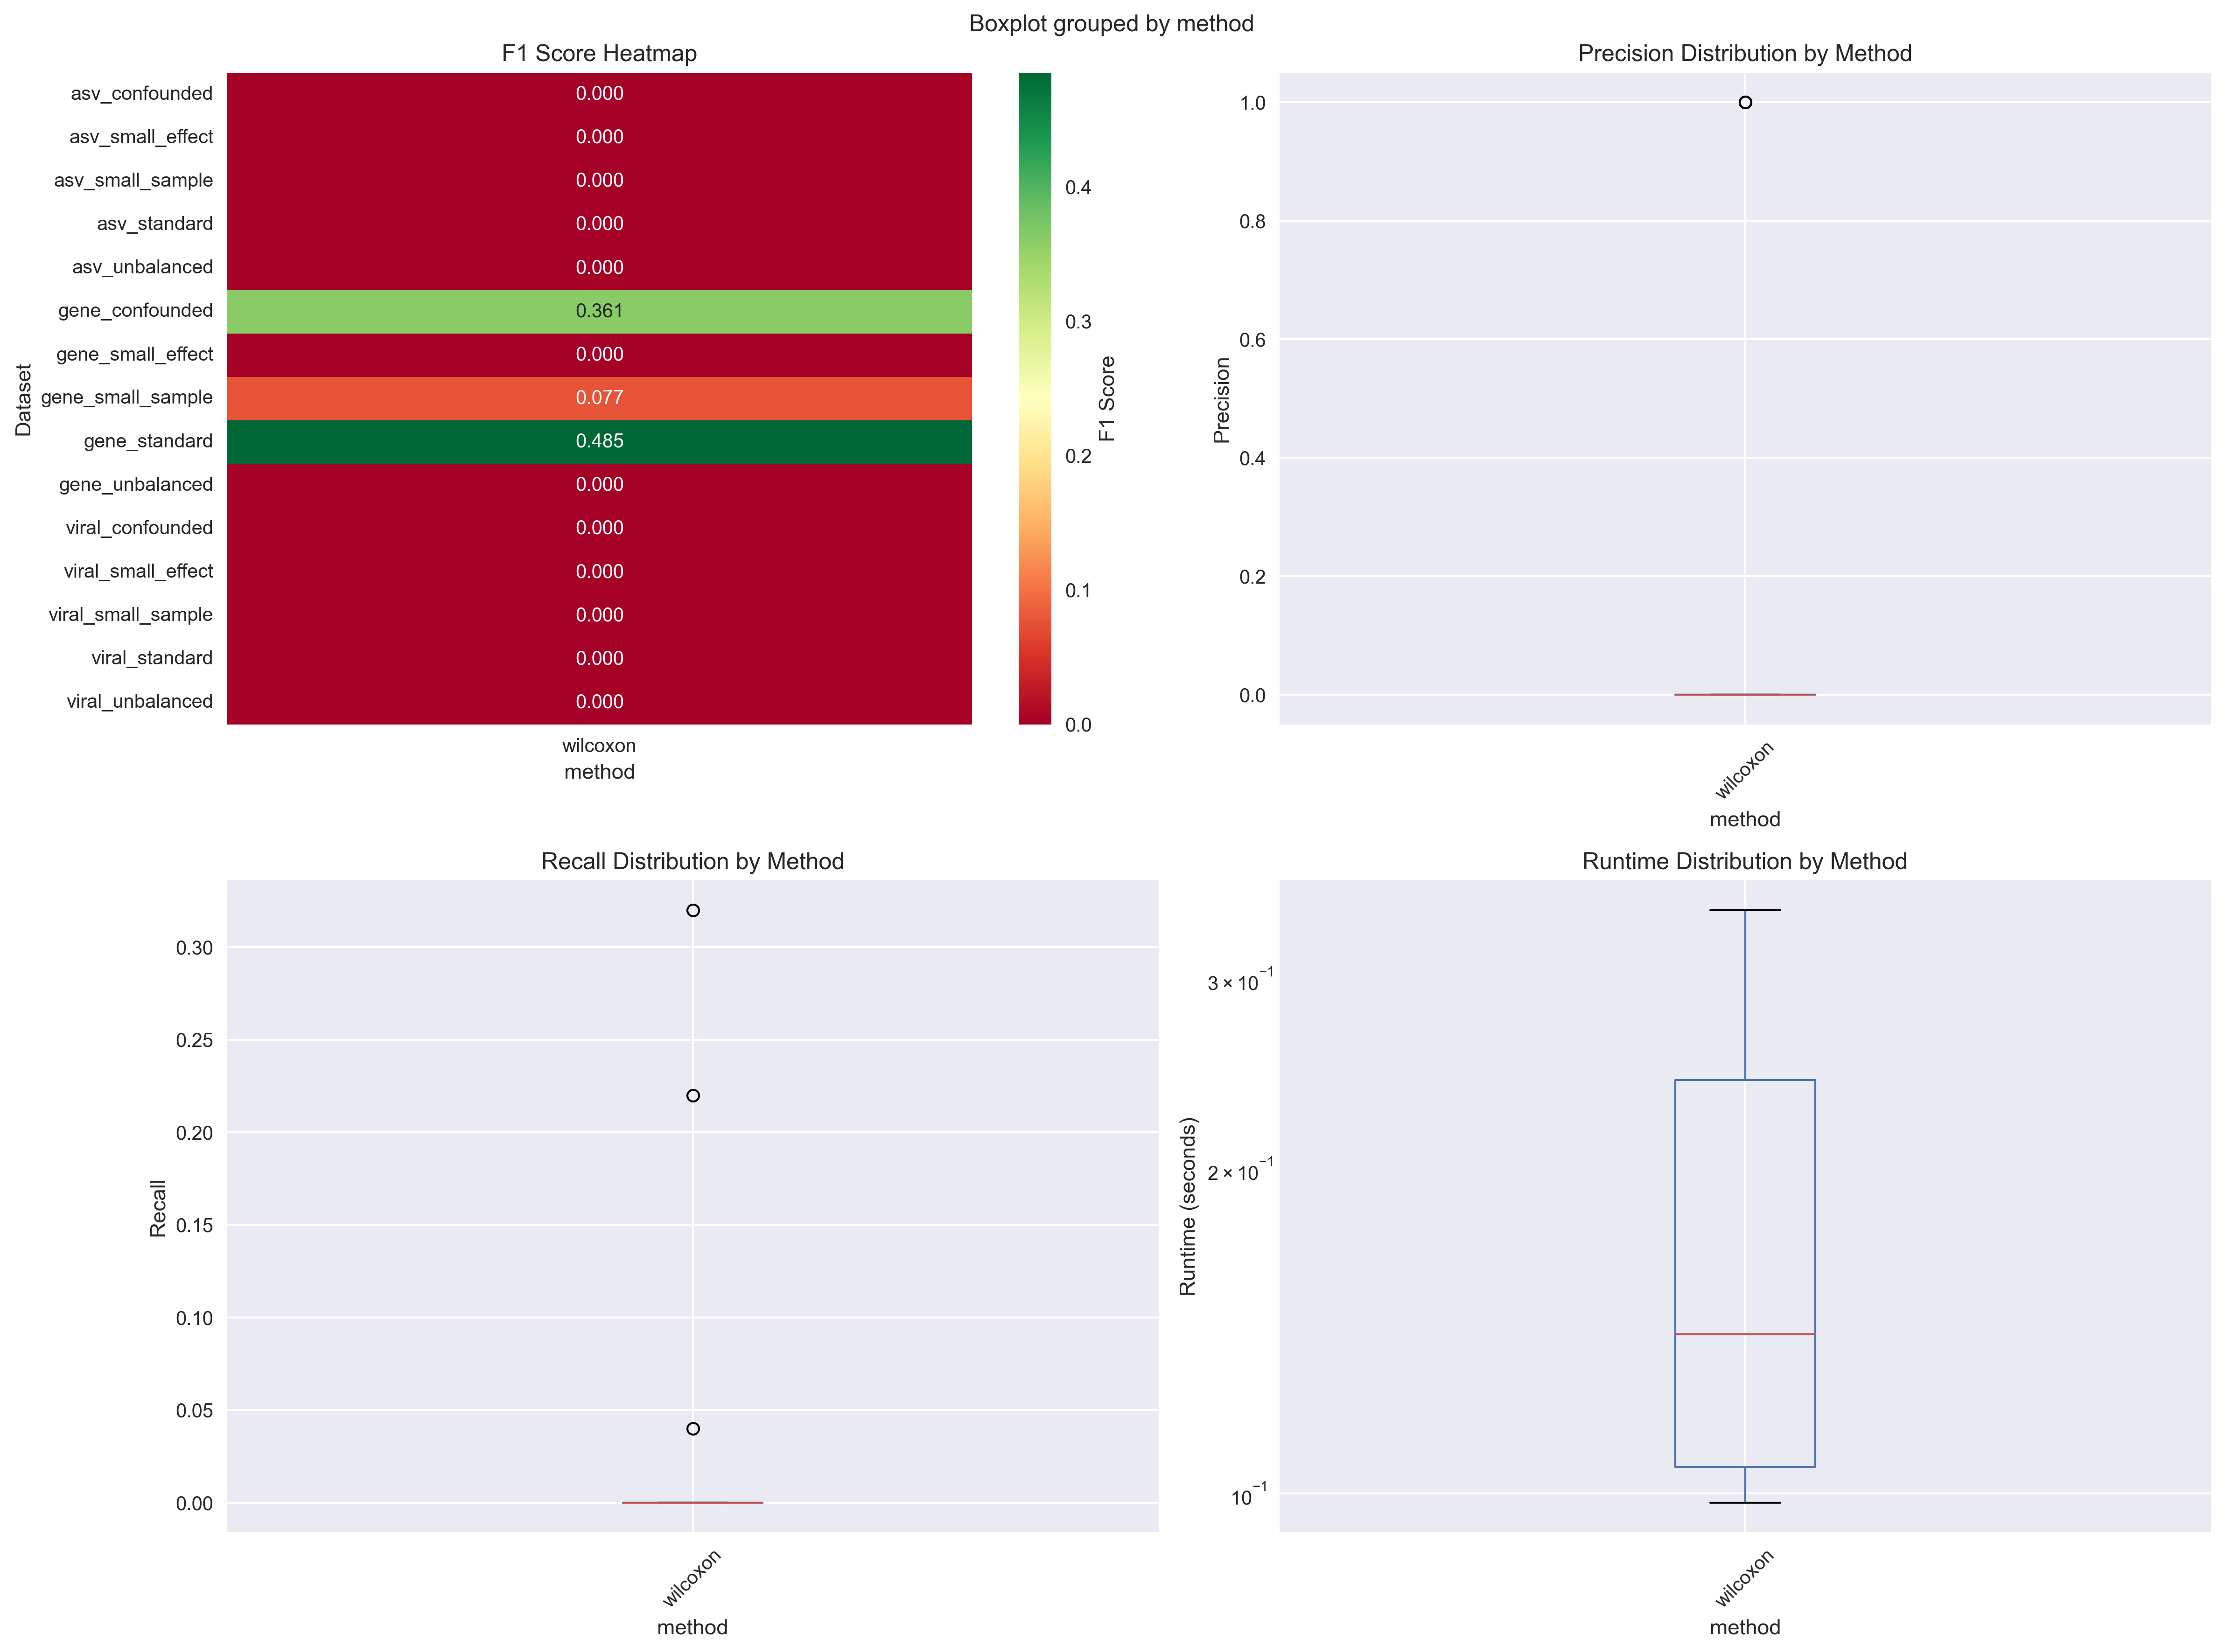 Boxplot grouped by method
F1 Score Heatmap
Dataset
asv_confounded 0.000
asv_small_effect 0.000
asv_small_sample 0.000
asv_standard 0.000
asv_unbalanced 0.000
gene_confounded 0.361
gene_small_effect 0.000
gene_small_sample 0.077
gene_standard 0.485
gene_unbalanced 0.000
viral_confounded 0.000
viral_small_effect 0.000
viral_small_sample 0.000
viral_standard 0.000
viral_unbalanced 0.000
wilcoxon
method
0.4
0.3
0.2
0.1
0.0
F1 Score
Precision Distribution by Method
Precision
1.0
0.8
0.6
0.4
0.2
0.0
wilcoxon
method
Recall Distribution by Method
Recall
0.30
0.25
0.20
0.15
0.10
0.05
0.00
wilcoxon
method
Runtime Distribution by Method
Runtime (seconds)
3 × 10⁻¹
2 × 10⁻¹
10⁻¹
wilcoxon
method